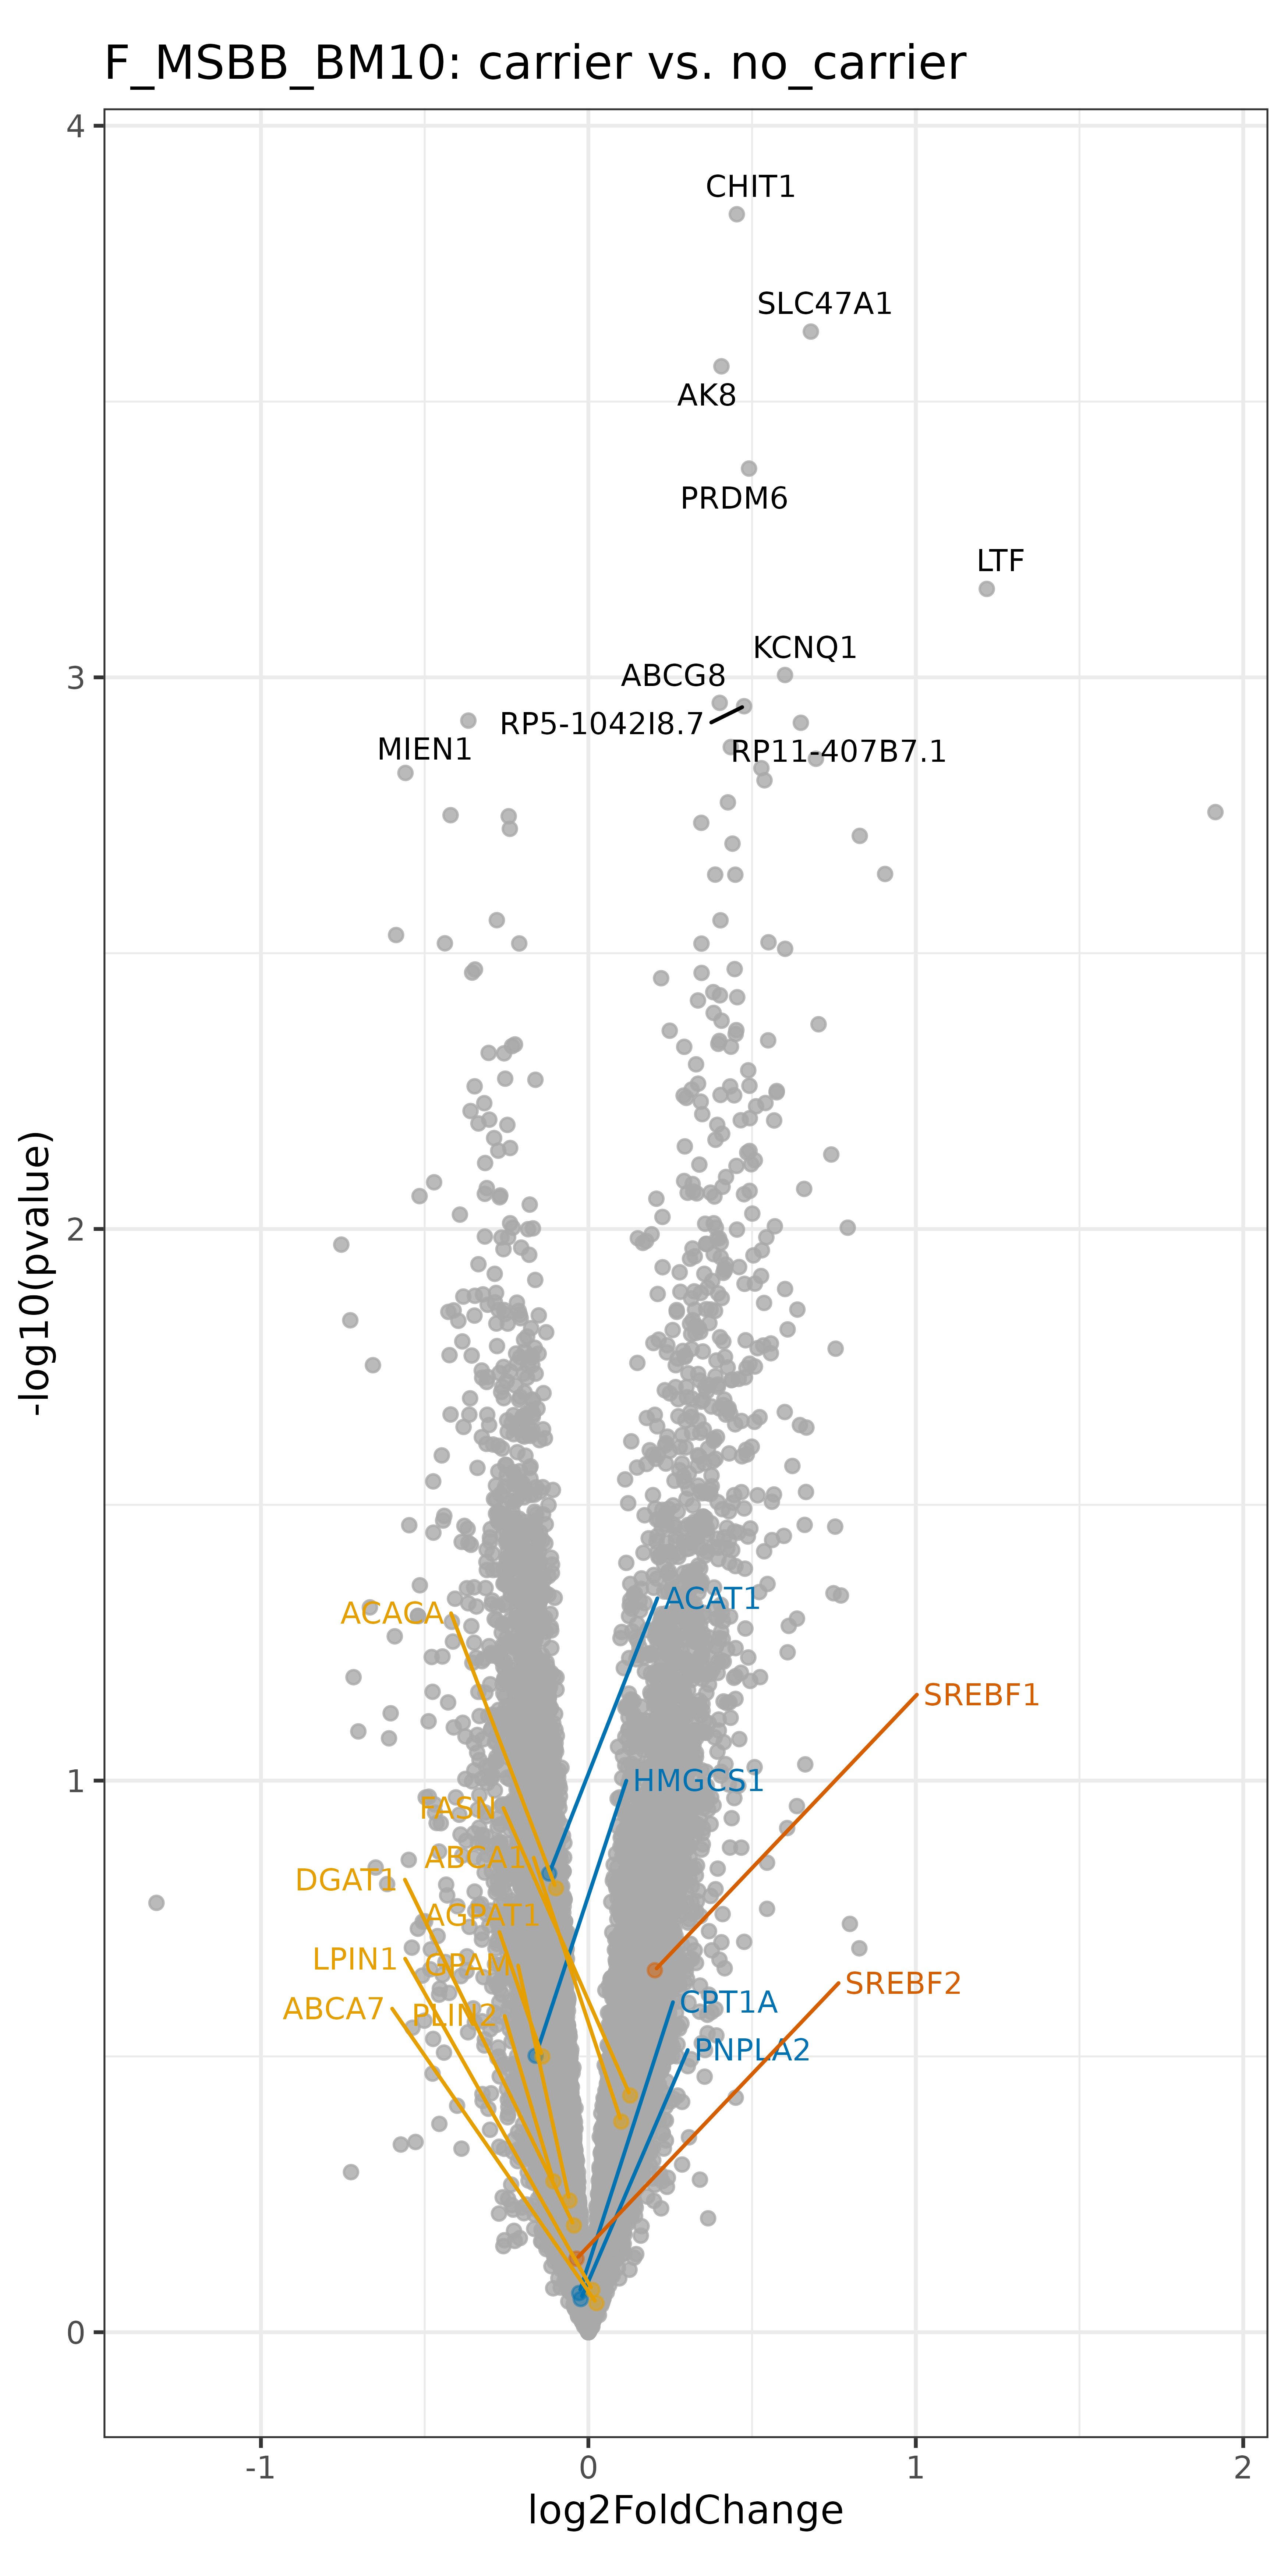 F_MSBB_BM10: carrier vs. no_carrier
4
CHIT1
SLC47A1
AK8
PRDM6
LTF
KCNQ1
3
ABCG8
RP5-1042I8.7
MIEN1
RP11-407B7.1
-log10(pvalue)
2
ACACA
ACAT1
SREBF1
1
HMGCS1
FASN
ABCA1
DGAT1
AGPAT1
LPIN1
GPAM
SREBF2
ABCA7
PLIN2
CPT1A
PNPLA2
0
-1
0
1
2
log2FoldChange